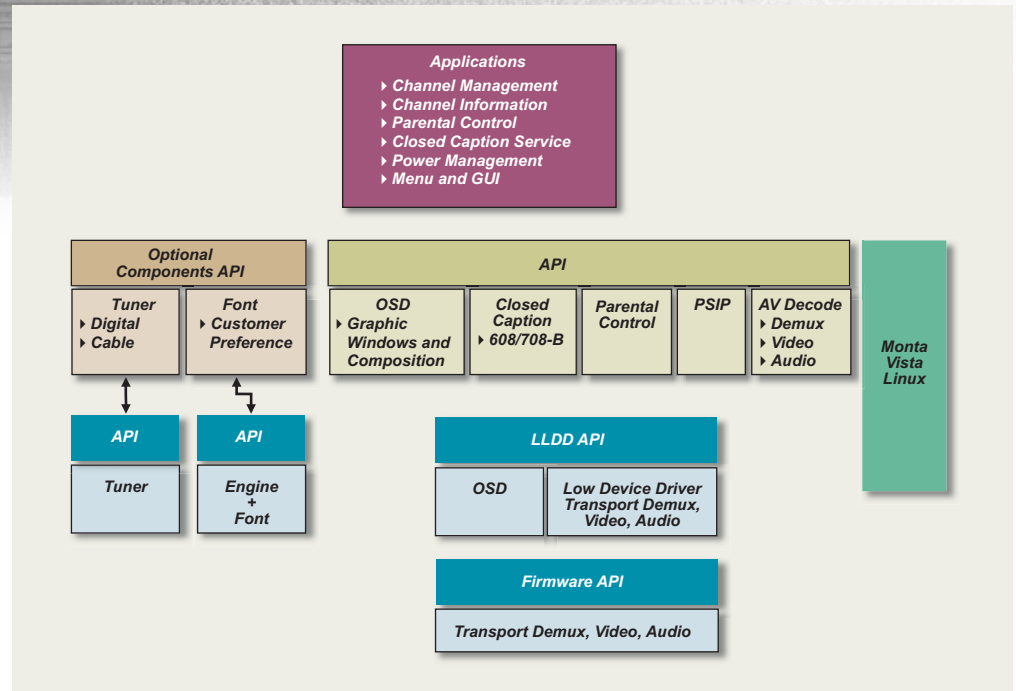 Applications
Channel Management
Channel Information
Parental Control
Closed Caption Service
Power Management
Menu and GUI
Optional
Components API
Tuner
Digital
Cable
Font
Customer
Preference
API
OSD
Graphic
Windows and
Composition
Closed
Caption
608/708-B
Parental
Control
PSIP
AV Decode
Demux
Video
Audio
Monta
Vista
Linux
API
Tuner
API
Engine
+
Font
LLDD API
OSD
Low Device Driver
Transport Demux,
Video, Audio
Firmware API
Transport Demux, Video, Audio